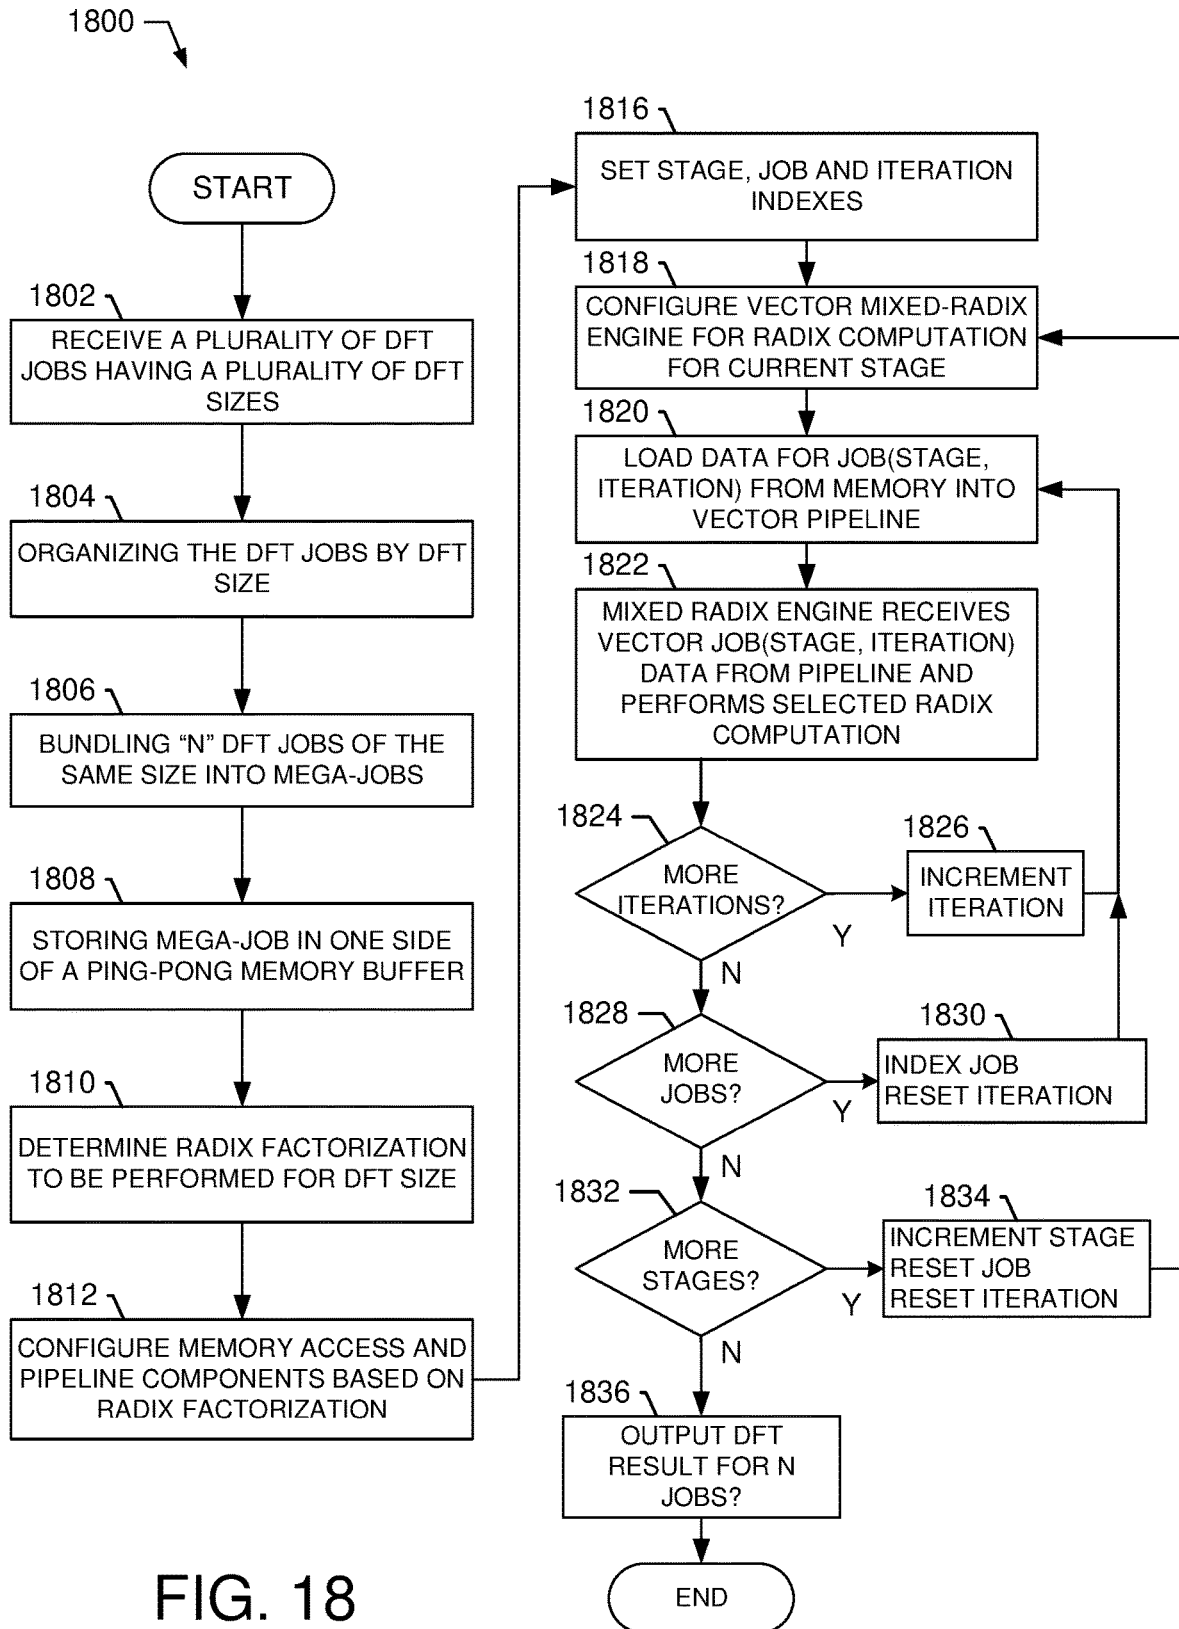 1800
START
1802
RECEIVE A PLURALITY OF DFT
JOBS HAVING A PLURALITY OF DFT
SIZES
1804
ORGANIZING THE DFT JOBS BY DFT
SIZE
1806
BUNDLING “N” DFT JOBS OF THE
SAME SIZE INTO MEGA-JOBS
1808
STORING MEGA-JOB IN ONE SIDE
OF A PING-PONG MEMORY BUFFER
1810
DETERMINE RADIX FACTORIZATION
TO BE PERFORMED FOR DFT SIZE
1812
CONFIGURE MEMORY ACCESS AND
PIPELINE COMPONENTS BASED ON
RADIX FACTORIZATION
1816
SET STAGE, JOB AND ITERATION
INDEXES
1818
CONFIGURE VECTOR MIXED-RADIX
ENGINE FOR RADIX COMPUTATION
FOR CURRENT STAGE
1820
LOAD DATA FOR JOB(STAGE,
ITERATION) FROM MEMORY INTO
VECTOR PIPELINE
1822
MIXED RADIX ENGINE RECEIVES
VECTOR JOB(STAGE, ITERATION)
DATA FROM PIPELINE AND
PERFORMS SELECTED RADIX
COMPUTATION
1824
MORE
ITERATIONS?
Y
N
1826
INCREMENT
ITERATION
1828
MORE
JOBS?
Y
N
1830
INDEX JOB
RESET ITERATION
1832
MORE
STAGES?
Y
N
1834
INCREMENT STAGE
RESET JOB
RESET ITERATION
1836
OUTPUT DFT
RESULT FOR N
JOBS?
END
FIG. 18